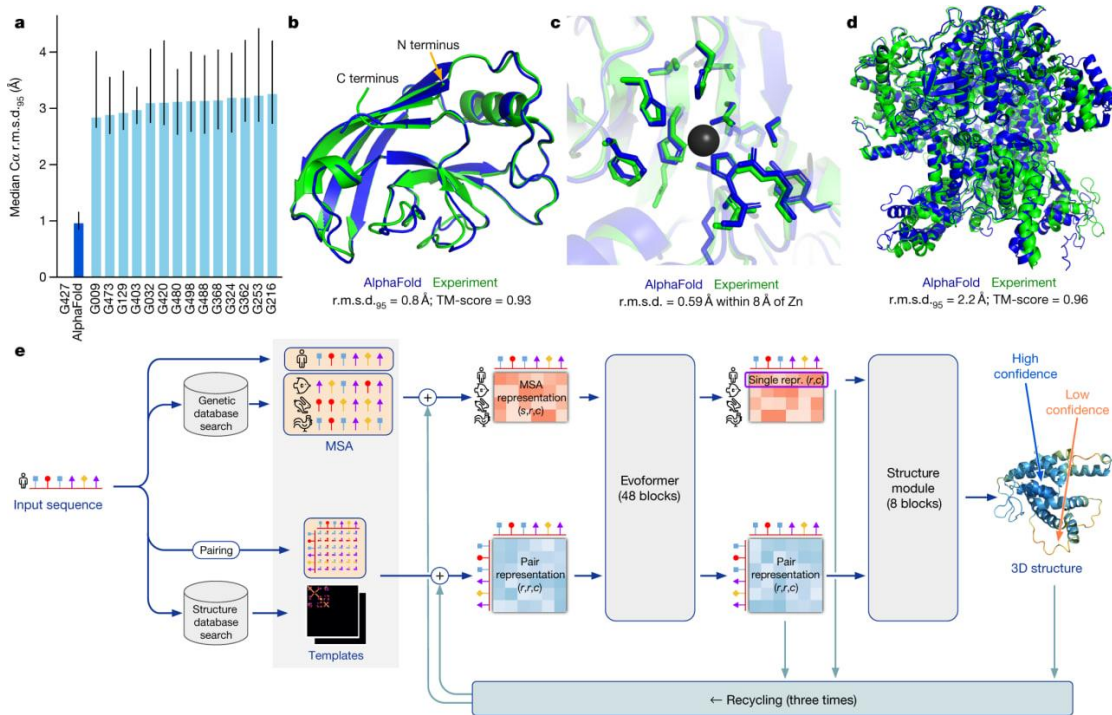 a
Median Cα r.m.s.d.95 (Å)
4
3
2
1
0
G427
AlphaFold
G009
G473
G129
G403
G032
G420
G480
G498
G488
G368
G324
G362
G253
G216
b
N terminus
C terminus
AlphaFold Experiment
r.m.s.d.95 = 0.8 Å; TM-score = 0.93
c
AlphaFold Experiment
r.m.s.d. = 0.59 Å within 8 Å of Zn
d
AlphaFold Experiment
r.m.s.d.95 = 2.2 Å; TM-score = 0.96
e
Input sequence
Genetic
database
search
MSA
Pairing
Structure
database
search
Templates
+
+
MSA
representation
(s,r,c)
Pair
representation
(r,r,c)
Evoformer
(48 blocks)
Single repr. (r,c)
Pair
representation
(r,r,c)
Structure
module
(8 blocks)
High
confidence
Low
confidence
3D structure
← Recycling (three times)